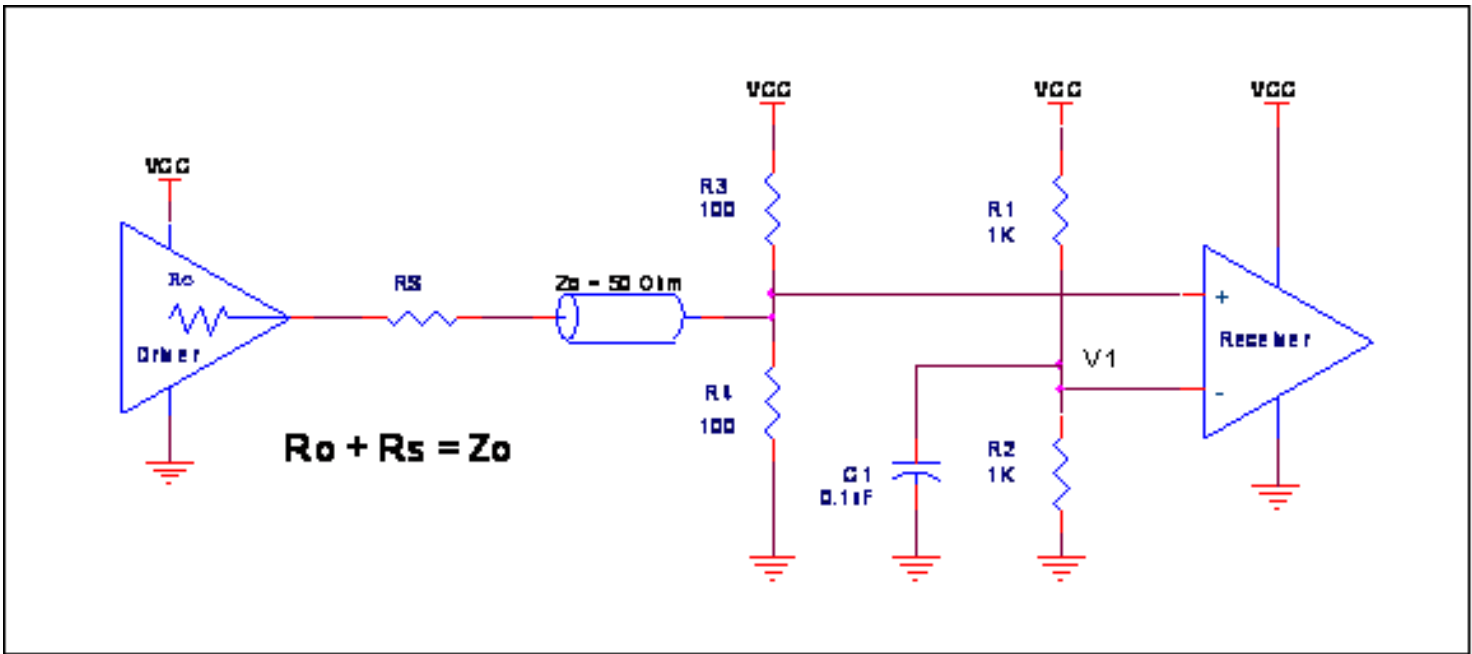 VCC
VCC
VCC
VCC
R3
100
R1
1K
Ro
RS
Zo = 50 Ohm
+
Driver
Receiver
V1
-
R4
100
Ro + Rs = Zo
R2
1K
C1
0.1uF